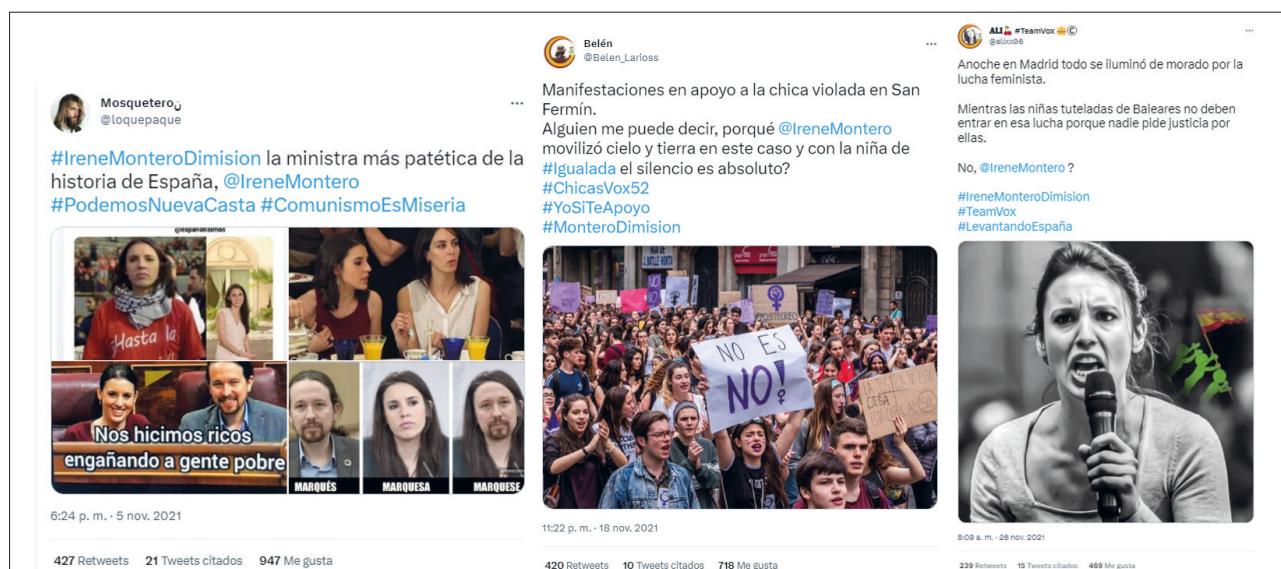 Mosqueteroن
@loquepaque
#IreneMonteroDimision la ministra más patética de la
historia de España, @IreneMontero
#PodemosNuevaCasta #ComunismoEsMiseria
@españolisimos
Hasta la
Nos hicimos ricos
engañando a gente pobre
MARQUÉS
MARQUESA
MARQUESE
6:24 p. m. · 5 nov. 2021
427 Retweets 21 Tweets citados 947 Me gusta
Belén
@Belen_Larioss
Manifestaciones en apoyo a la chica violada en San
Fermín.
Alguien me puede decir, porqué @IreneMontero
movilizó cielo y tierra en este caso y con la niña de
#Igualada el silencio es absoluto?
#ChicasVox52
#YoSiTeApoyo
#MonteroDimision
NO ES
NO!
11:22 p. m. · 18 nov. 2021
420 Retweets 10 Tweets citados 718 Me gusta
ALI🍒 #TeamVox
@alixx06
Anoche en Madrid todo se iluminó de morado por la
lucha feminista.
Mientras las niñas tuteladas de Baleares no deben
entrar en esa lucha porque nadie pide justicia por
ellas.
No, @IreneMontero ?
#IreneMonteroDimision
#TeamVox
#LevantandoEspaña
8:09 a. m. · 26 nov. 2021
239 Retweets 15 Tweets citados 469 Me gusta